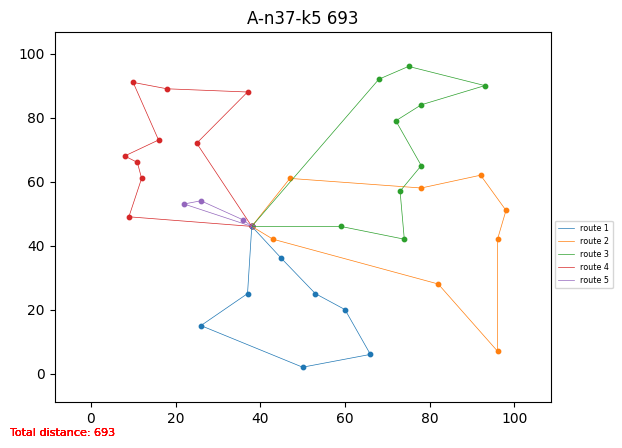 A-n37-k5 693
100
80
60
40
20
0
0 20 40 60 80 100
route 1
route 2
route 3
route 4
route 5
Total distance: 693